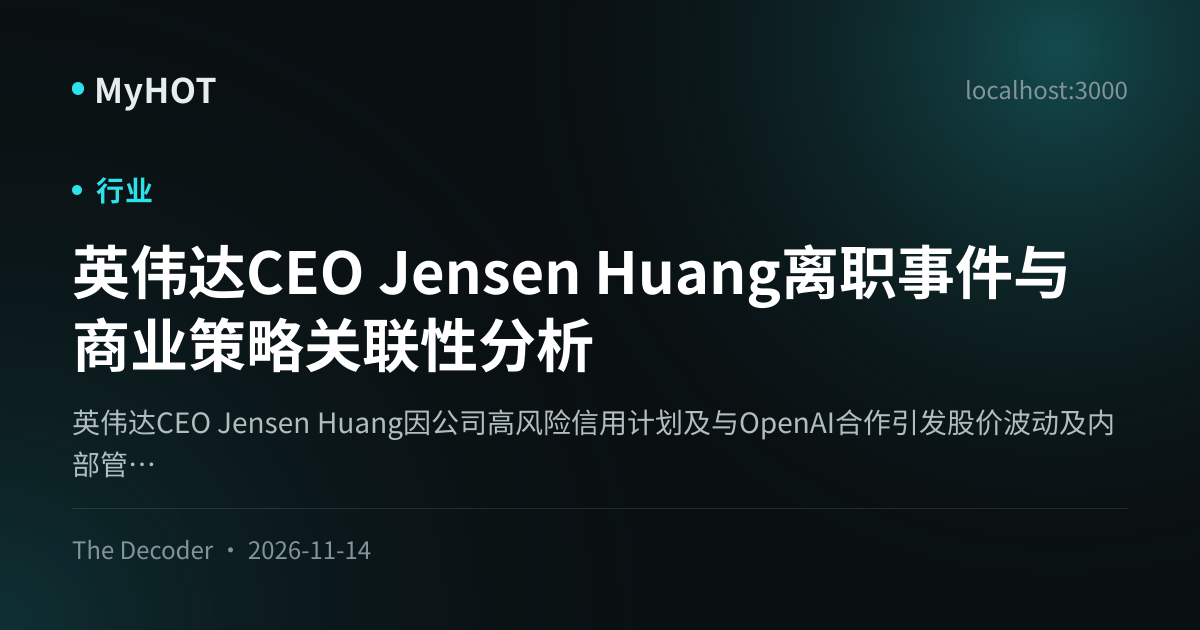 MyHOT
localhost:3000
行业
英伟达CEO Jensen Huang离职事件与
商业策略关联性分析
英伟达CEO Jensen Huang因公司高风险信用计划及与OpenAI合作引发股价波动及内
部管…
The Decoder · 2026-11-14